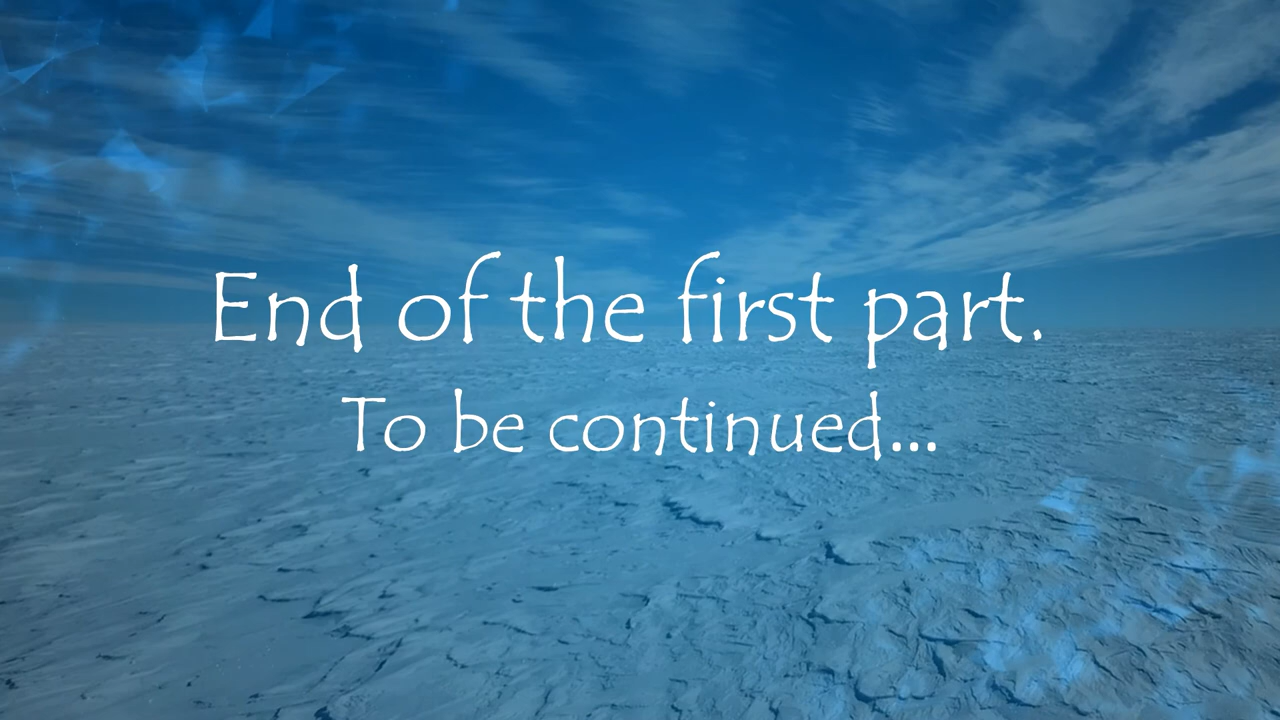 End of the first part.
To be continued...